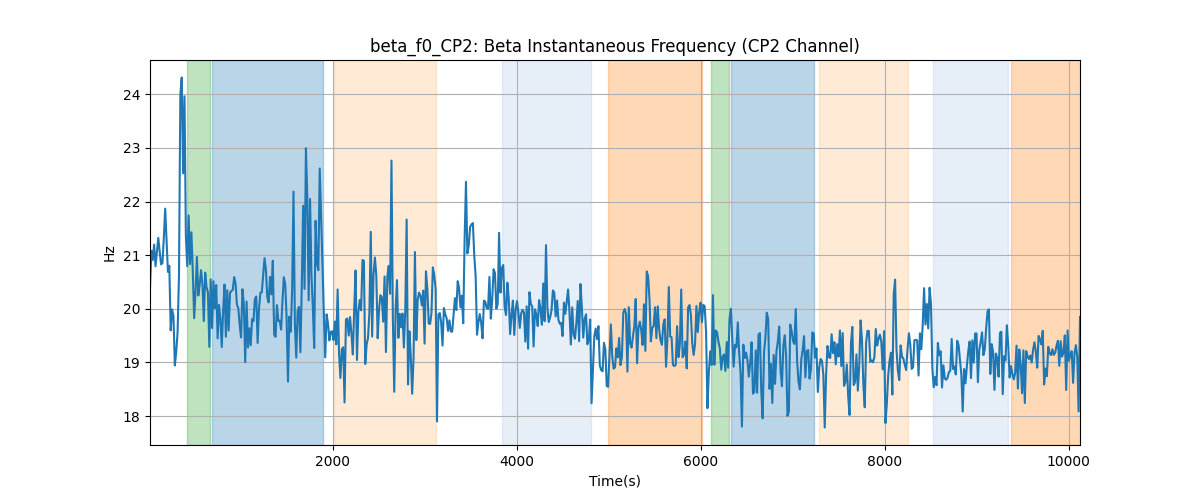 beta_f0_CP2: Beta Instantaneous Frequency (CP2 Channel)
24
23
22
21
20
19
18
Hz
2000 4000 6000 8000 10000
Time(s)